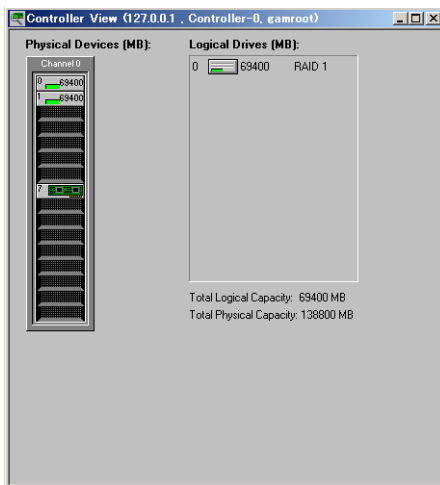 Controller View (127.0.0.1 , Controller-0, gamroot)
Physical Devices (MB):
Logical Drives (MB):
Channel 0
0 69400
1 69400
7
0 69400 RAID 1
Total Logical Capacity: 69400 MB
Total Physical Capacity: 138800 MB